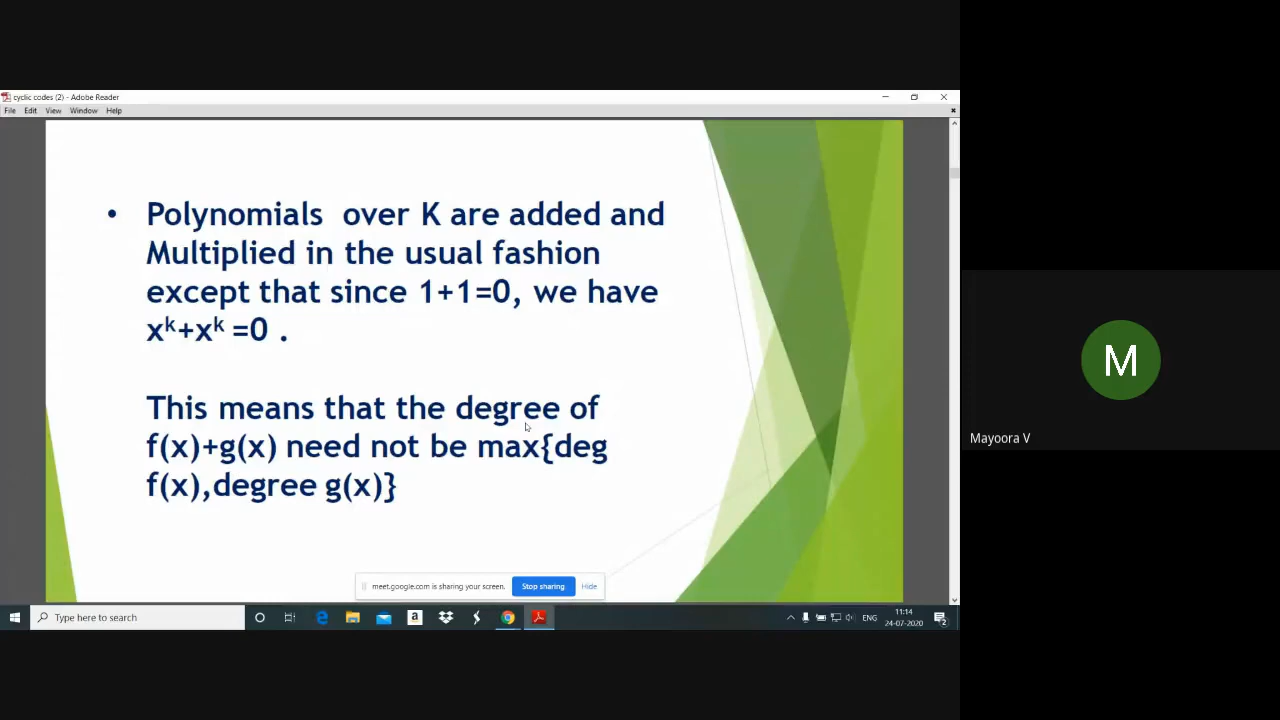 cyclic codes (2) - Adobe Reader
File Edit View Window Help
• Polynomials over K are added and
Multiplied in the usual fashion
except that since 1+1=0, we have
xᵏ+xᵏ =0 .
This means that the degree of
f(x)+g(x) need not be max{deg
f(x),degree g(x)}
meet.google.com is sharing your screen. Stop sharing Hide
Type here to search
ENG
11:14
24-07-2020
2
M
Mayoora V